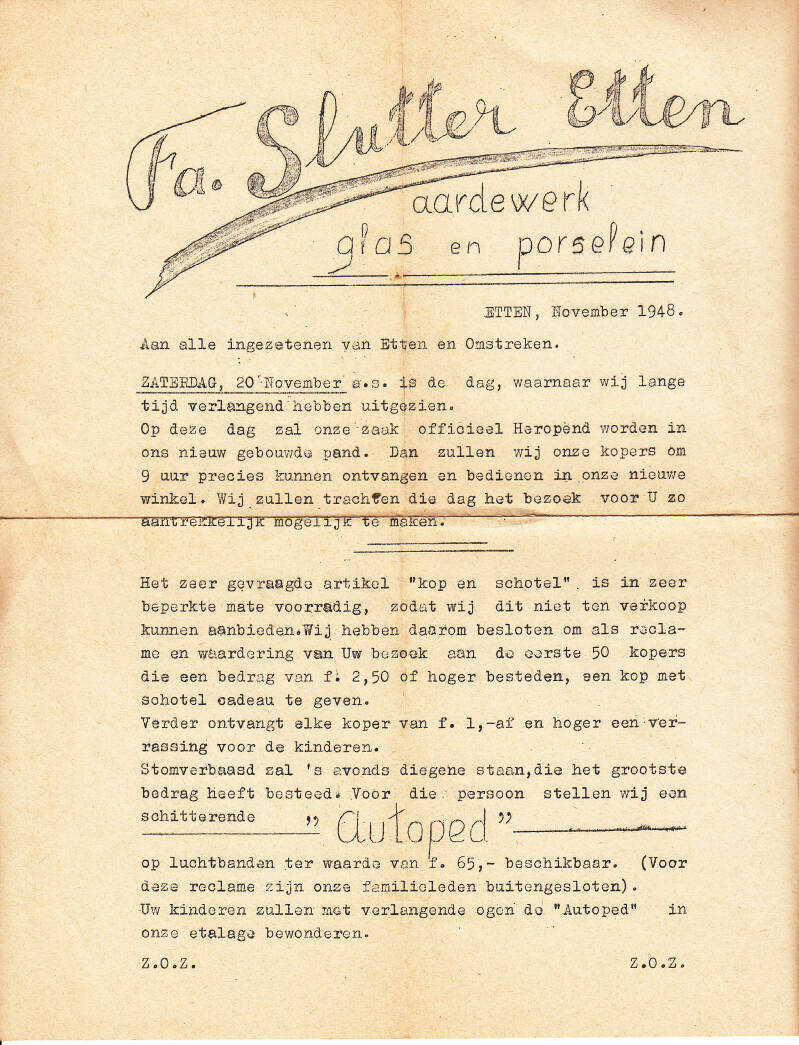 Fa. Slutter Etten
aardewerk
glas en porselein
ETTEN, November 1948.
Aan alle ingezetenen van Etten en Omstreken.
ZATERDAG, 20 November a.s. is de dag, waarnaar wij lange
tijd verlangend hebben uitgezien.
Op deze dag zal onze zaak officieel Heropend worden in
ons nieuw gebouwde pand. Dan zullen wij onze kopers om
9 uur precies kunnen ontvangen en bedienen in onze nieuwe
winkel. Wij zullen trachten die dag het bezoek voor U zo
aantrekkelijk mogelijk te maken.
Het zeer gevraagde artikel "kop en schotel". is in zeer
beperkte mate voorradig, zodat wij dit niet ten verkoop
kunnen aanbieden.Wij hebben daarom besloten om als recla-
me en waardering van Uw bezoek aan de eerste 50 kopers
die een bedrag van f. 2,50 of hoger besteden, een kop met
schotel cadeau te geven.
Verder ontvangt elke koper van f. 1,-af en hoger een ver-
rassing voor de kinderen.
Stomverbaasd zal 's avonds diegene staan,die het grootste
bedrag heeft besteed. Voor die persoon stellen wij een
schitterende ,, Autoped ”
op luchtbanden ter waarde van f. 65,- beschikbaar. (Voor
deze reclame zijn onze familieleden buitengesloten).
Uw kinderen zullen met verlangende ogen de "Autoped" in
onze etalage bewonderen.
Z.O.Z. Z.O.Z.